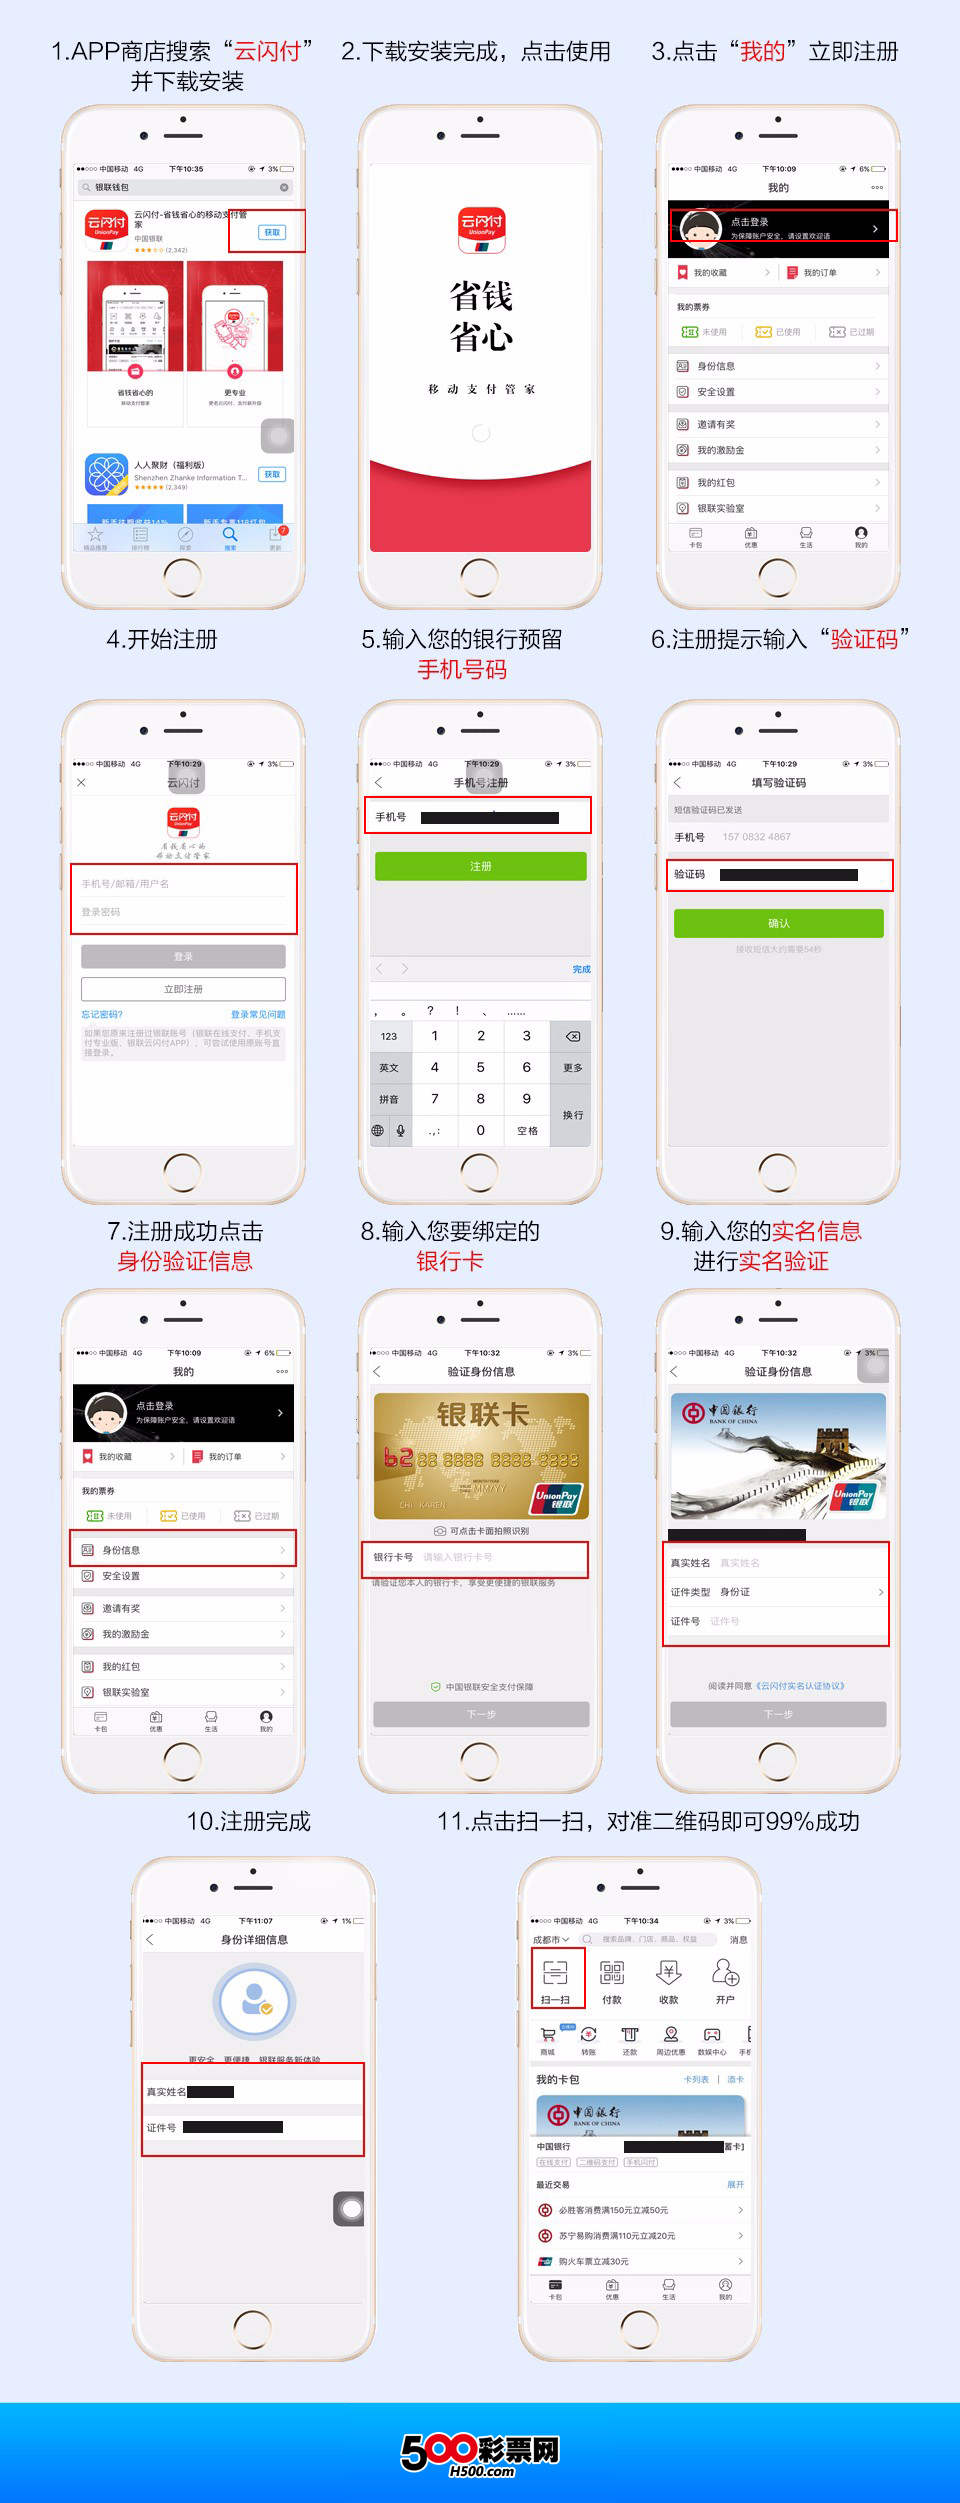 1.APP商店搜索“云闪付”
并下载安装
2.下载安装完成，点击使用
3.点击“我的”立即注册
中国移动 4G 下午10:35 3%
银联钱包
云闪付-省钱省心的移动支付管
家
中国银联
(2,342)
获取
省钱省心的
移动支付管家
更专业
更名云闪付、支付新升级
人人聚财（福利版）
Shenzhen Zhanke Information T...
(2,349)
获取
新手往期收益14%
新手专享118红包
精品推荐 排行榜 探索 搜索 更新
7
云闪付
UnionPay
省钱
省心
移动支付管家
中国移动 4G 下午10:09 6%
我的
点击登录
为保障账户安全，请设置欢迎语
我的收藏
我的订单
我的票券
未使用 已使用 已过期
身份信息
安全设置
邀请有奖
我的激励金
我的红包
银联实验室
卡包 优惠 生活 我的
4.开始注册
5.输入您的银行预留
手机号码
6.注册提示输入“验证码”
中国移动 4G 下午10:29 3%
云闪付
云闪付
UnionPay
省钱省心的
移动支付管家
手机号/邮箱/用户名
登录密码
登录
立即注册
忘记密码? 登录常见问题
如果您原来注册过银联账号（银联在线支付、手机支
付专业版、银联云闪付APP），可尝试使用原账号直
接登录。
中国移动 4G 下午10:29 3%
手机号注册
手机号
注册
完成
， 。 ? ! 、 ……
123 1 2 3
英文 4 5 6 更多
拼音 7 8 9 换行
.,: 0 空格
中国移动 4G 下午10:29 3%
填写验证码
短信验证码已发送
手机号 157 0832 4867
验证码
确认
接收短信大约需要54秒
7.注册成功点击
身份验证信息
8.输入您要绑定的
银行卡
9.输入您的实名信息
进行实名验证
中国移动 4G 下午10:09 6%
我的
点击登录
为保障账户安全，请设置欢迎语
我的收藏
我的订单
我的票券
未使用 已使用 已过期
身份信息
安全设置
邀请有奖
我的激励金
我的红包
银联实验室
卡包 优惠 生活 我的
中国移动 4G 下午10:32 3%
验证身份信息
银联卡
62 88 8888 8888 8888
MONTH/YEAR
MM/YY
CHI KAREN
UnionPay
银联
可点击卡面拍照识别
银行卡号 请输入银行卡号
请验证您本人的银行卡，享受更便捷的银联服务
中国银联安全支付保障
下一步
中国移动 4G 下午10:32 3%
验证身份信息
中国银行
BANK OF CHINA
UnionPay
银联
真实姓名 真实姓名
证件类型 身份证
证件号 证件号
阅读并同意《云闪付实名认证协议》
下一步
10.注册完成
11.点击扫一扫，对准二维码即可99%成功
中国移动 4G 下午11:07 1%
身份详细信息
更安全、更便捷，银联服务新体验
真实姓名
证件号
中国移动 4G 下午10:34 3%
成都市 搜索品牌、门店、商品、权益 消息
扫一扫 付款 收款 开户
商城 转账 还款 周边优惠 数娱中心 手机
我的卡包 卡列表 | 添卡
中国银行
BANK OF CHINA
中国银行 蓄卡]
在线支付 二维码支付 手机闪付
最近交易 展开
必胜客消费满150元立减50元
苏宁易购消费满110元立减20元
购火车票立减30元
卡包 优惠 生活 我的
500彩票网
H500.com